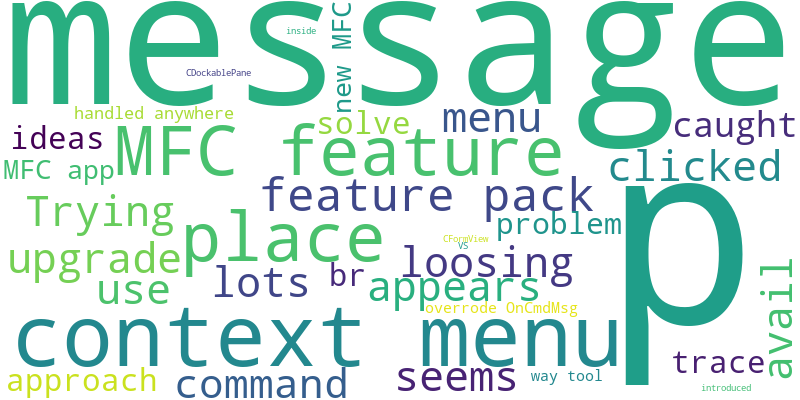 message
inside
CDockablePane
new MFC
handled anywhere
solve
menu
caught
ideas
MFC
feature
MFC app
clicked
Trying
feature pack
p
place
problem
CFormView
VS
upgrade
lots
br
loosing
use
appears
avail
context menu
overrode OnCmdMsg
trace
approach
command
seems
way tool
introduced